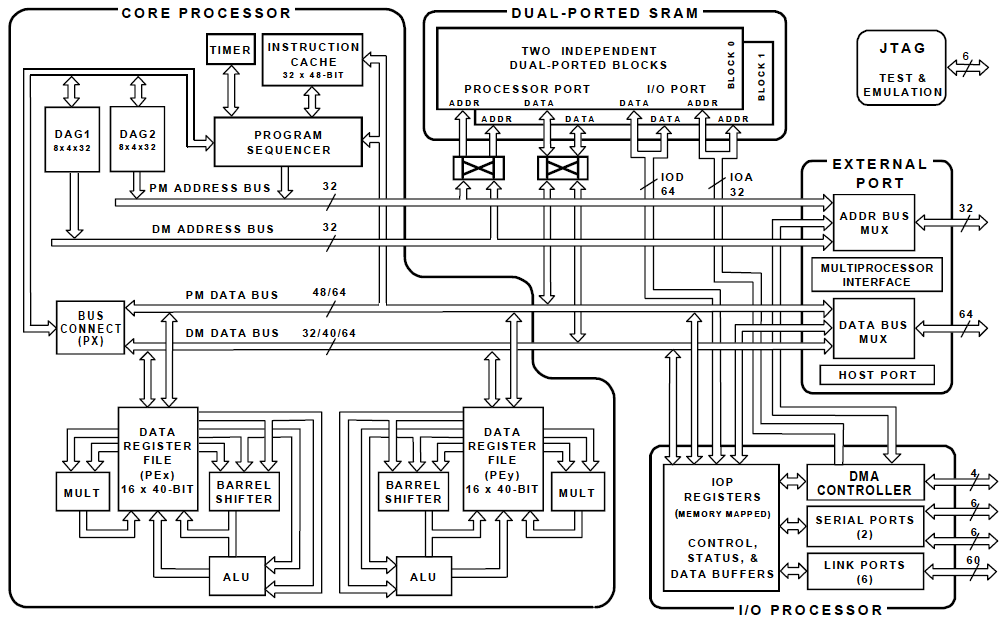 CORE PROCESSOR
TIMER
INSTRUCTION
CACHE
32 x 48-BIT
DAG1
8x4x32
DAG2
8x4x32
PROGRAM
SEQUENCER
PM ADDRESS BUS
32
DM ADDRESS BUS
32
BUS
CONNECT
(PX)
PM DATA BUS
48/64
DM DATA BUS
32/40/64
DATA
REGISTER
FILE
(PEx)
16 x 40-BIT
MULT
BARREL
SHIFTER
ALU
DATA
REGISTER
FILE
(PEy)
16 x 40-BIT
BARREL
SHIFTER
MULT
ALU
DUAL-PORTED SRAM
TWO INDEPENDENT
DUAL-PORTED BLOCKS
PROCESSOR PORT
I/O PORT
ADDR
DATA
DATA
ADDR
ADDR
DATA
DATA
ADDR
BLOCK 0
BLOCK 1
IOD
64
IOA
32
JTAG
TEST &
EMULATION
6
EXTERNAL
PORT
ADDR BUS
MUX
32
MULTIPROCESSOR
INTERFACE
DATA BUS
MUX
64
HOST PORT
IOP
REGISTERS
(MEMORY MAPPED)
CONTROL,
STATUS, &
DATA BUFFERS
DMA
CONTROLLER
4
SERIAL PORTS
(2)
6
6
LINK PORTS
(6)
60
I/O PROCESSOR